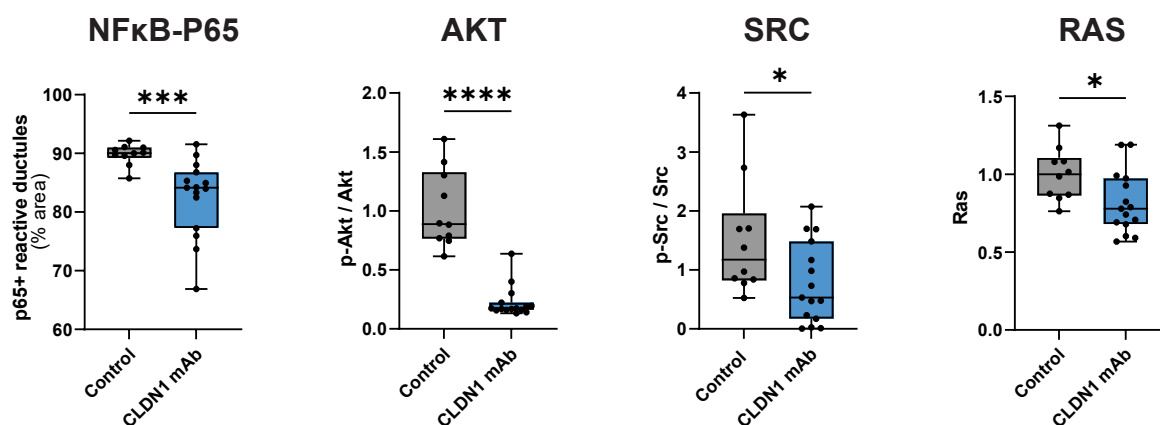 NFκB-P65
p65+ reactive ductules
(% area)
100
90
80
70
60
***
Control
CLDN1 mAb
AKT
p-Akt / Akt
2.0
1.5
1.0
0.5
0.0
****
Control
CLDN1 mAb
SRC
p-Src / Src
4
3
2
1
0
*
Control
CLDN1 mAb
RAS
Ras
1.5
1.0
0.5
0.0
*
Control
CLDN1 mAb